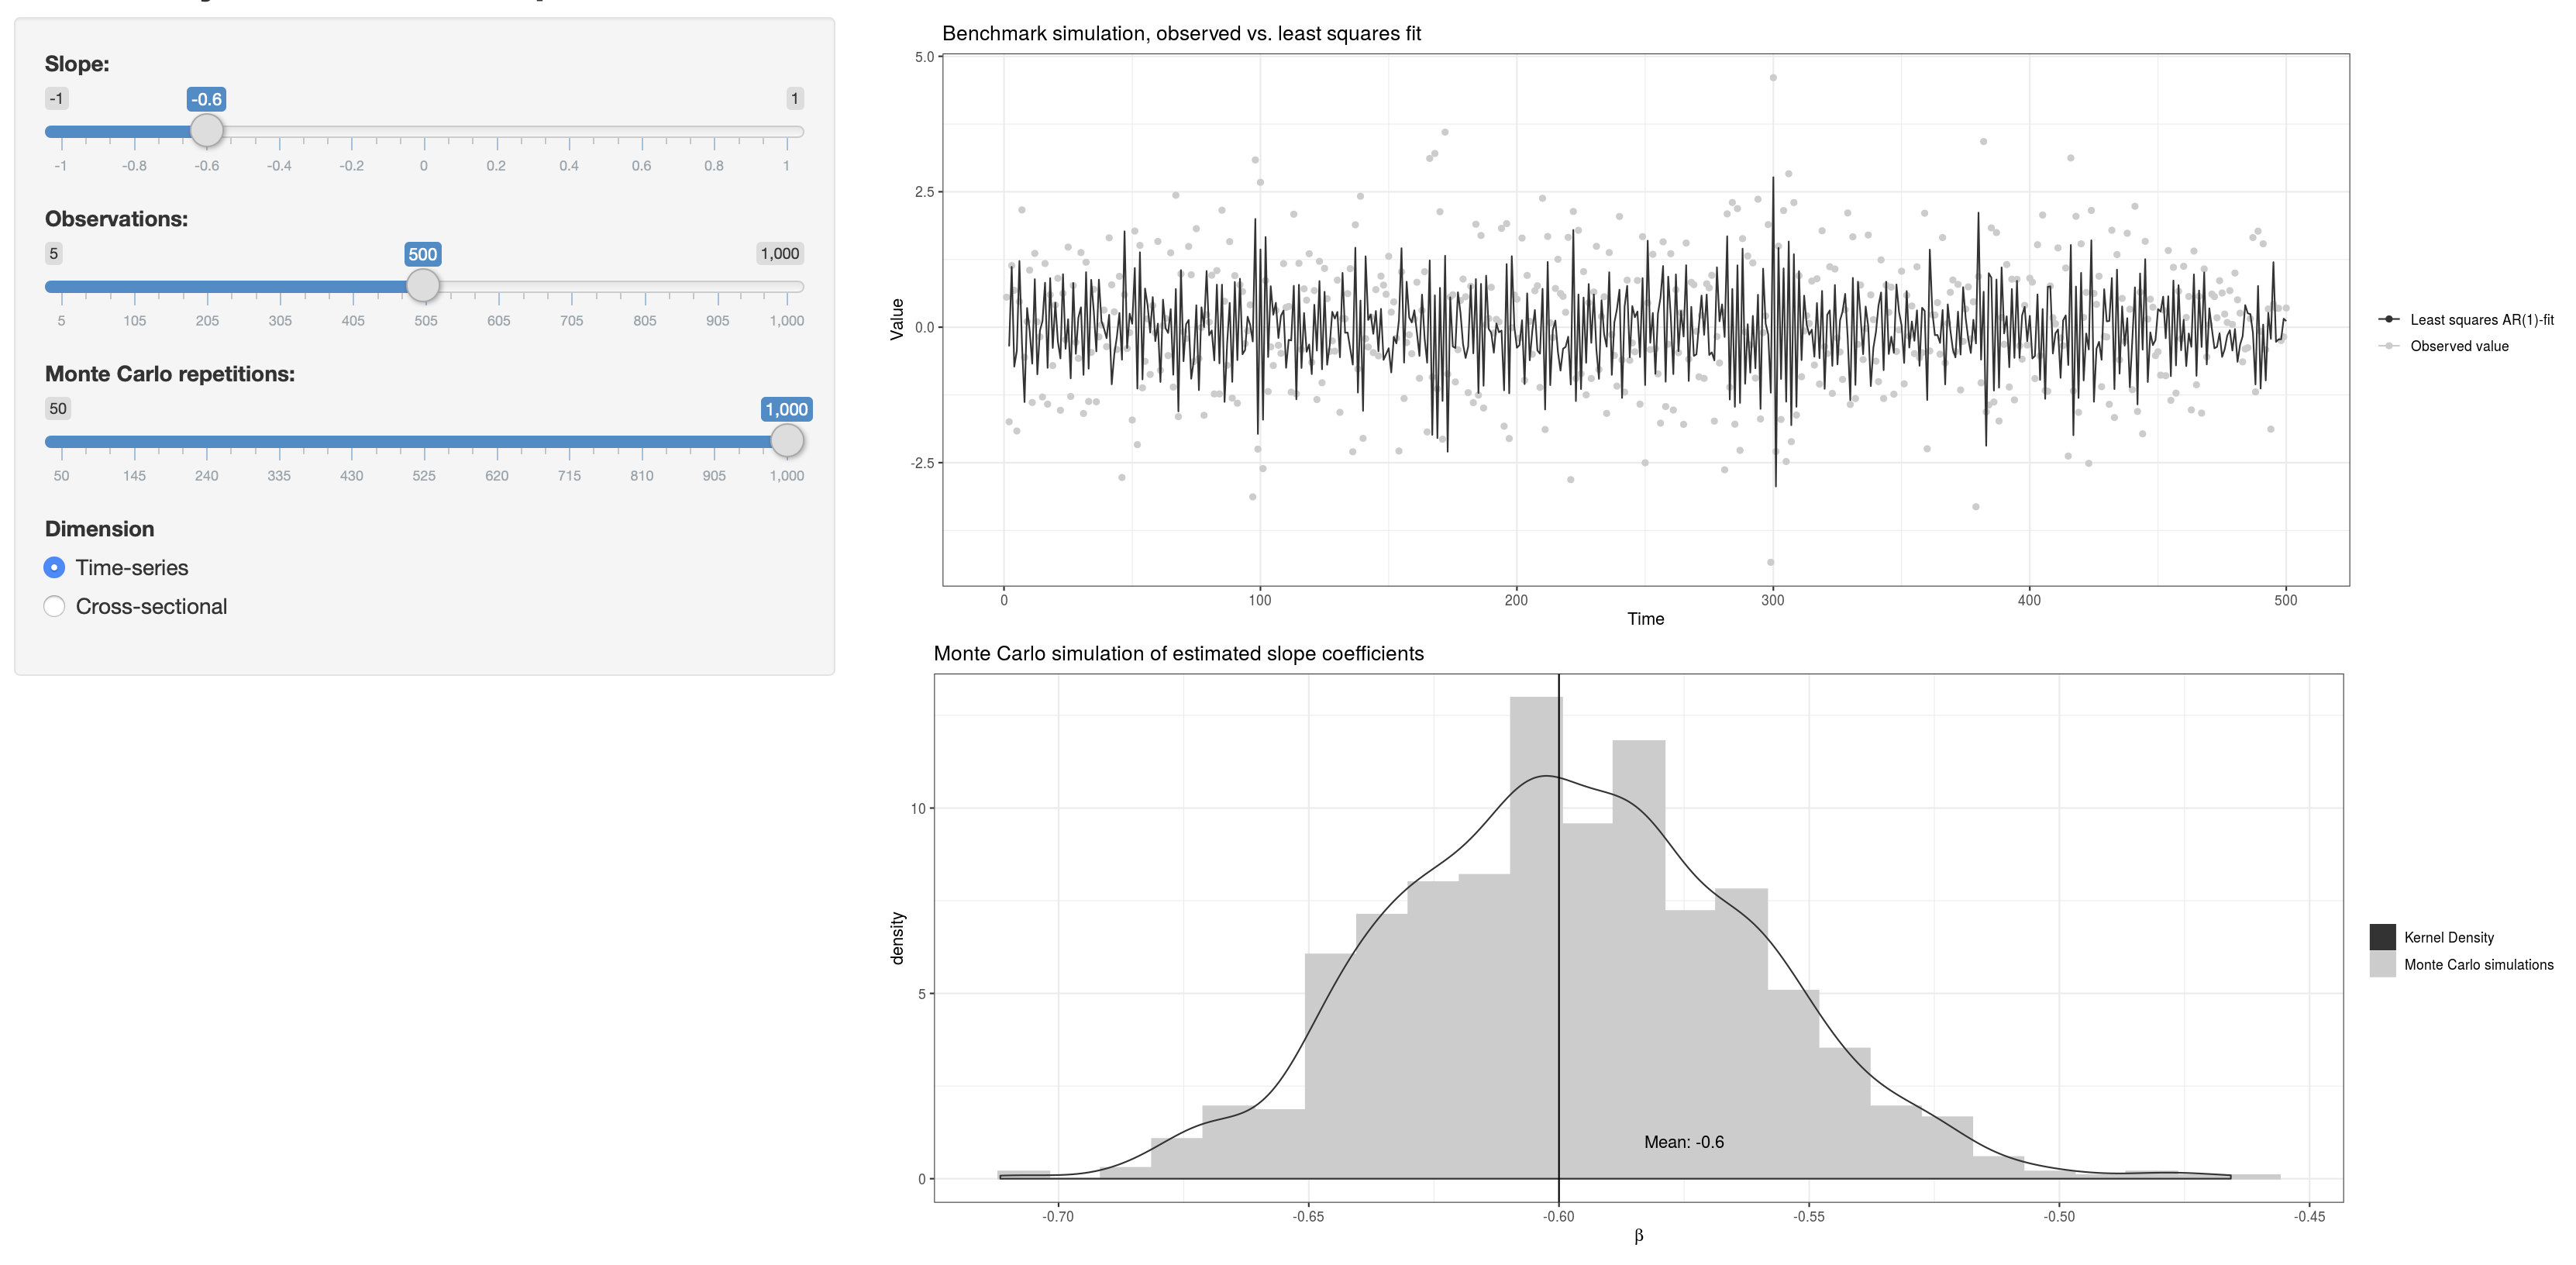 Slope:
-1 -0.6 1
-1 -0.8 -0.6 -0.4 -0.2 0 0.2 0.4 0.6 0.8 1
Observations:
5 500 1,000
5 105 205 305 405 505 605 705 805 905 1,000
Monte Carlo repetitions:
50 1,000
50 145 240 335 430 525 620 715 810 905 1,000
Dimension
Time-series
Cross-sectional
Benchmark simulation, observed vs. least squares fit
5.0
2.5
0.0
-2.5
Value
0 100 200 300 400 500
Time
Least squares AR(1)-fit
Observed value
Monte Carlo simulation of estimated slope coefficients
10
5
0
density
Mean: -0.6
-0.70 -0.65 -0.60 -0.55 -0.50 -0.45
β
Kernel Density
Monte Carlo simulations